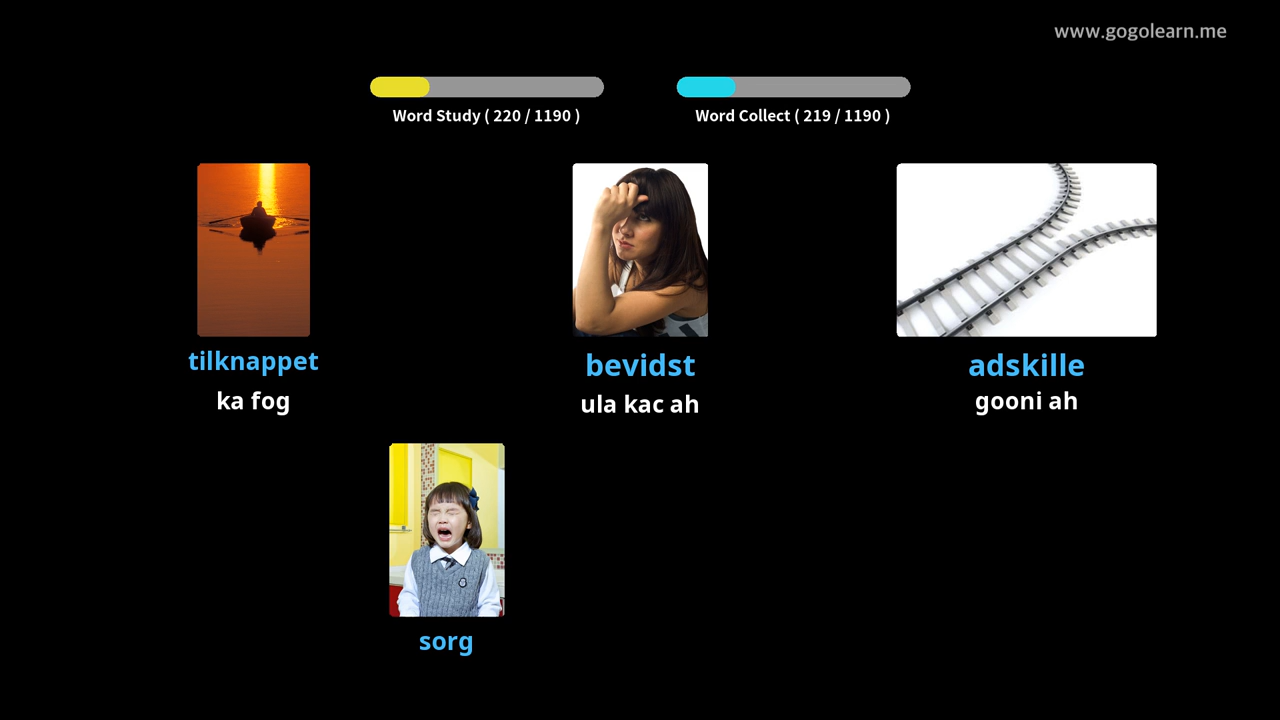 www.gogolearn.me
Word Study ( 220 / 1190 )
Word Collect ( 219 / 1190 )
tilknappet
ka fog
bevidst
ula kac ah
adskille
gooni ah
sorg